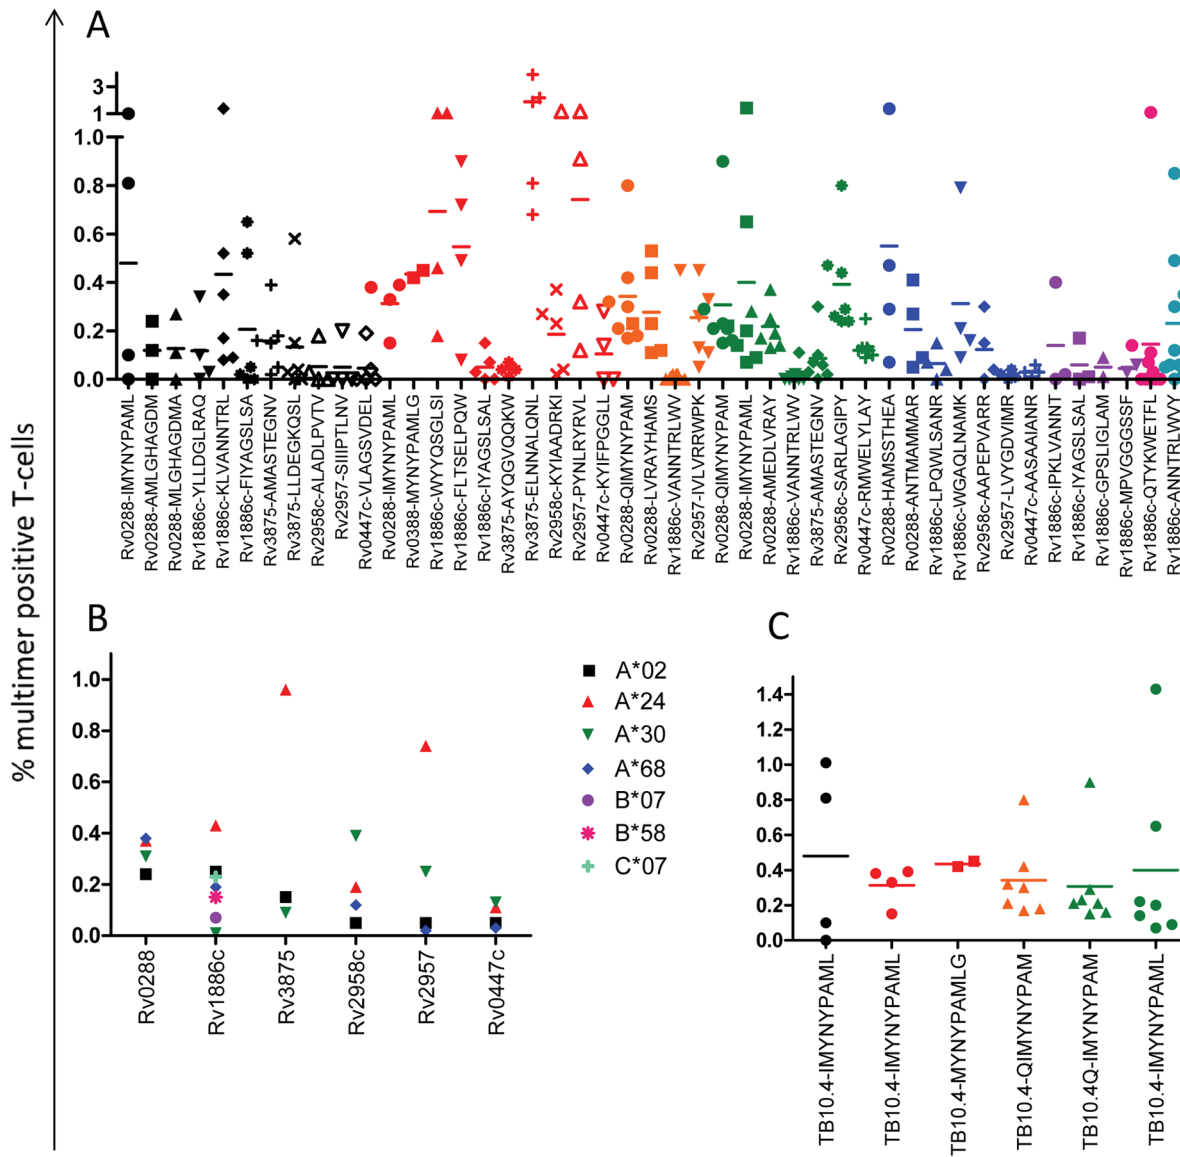 A
% multimer positive T-cells
3
1
1.0
0.8
0.6
0.4
0.2
0.0
Rv0288-IMYNYPAML
Rv0288-AMLGHAGDM
Rv0288-MLGHAGDMA
Rv1886c-YLLDGLRAQ
Rv1886c-KLVANNTRL
Rv1886c-FIYAGSLSA
Rv3875-AMASTEGNV
Rv3875-LLDEGKQSL
Rv2958c-ALADLPVTV
Rv2957-SIIIPTLNV
Rv0447c-VLAGSVDEL
Rv0288-IMYNYPAML
Rv0388-MYNYPAMLG
Rv1886c-WYYQSGLSI
Rv1886c-FLTSELPQW
Rv1886c-IYAGSLSAL
Rv3875-AYQGVQQKW
Rv3875-ELNNALQNL
Rv2958c-KYIAADRKI
Rv2957-PYNLRYRVL
Rv0447c-KYIFPGGLL
Rv0288-QIMYNYPAM
Rv0288-LVRAYHAMS
Rv1886c-VANNTRLWV
Rv2957-IVLVRRWPK
Rv0288-QIMYNYPAM
Rv0288-IMYNYPAML
Rv0288-AMEDLVRAY
Rv1886c-VANNTRLWV
Rv3875-AMASTEGNV
Rv2958c-SARLAGIPY
Rv0447c-RMWELYLAY
Rv0288-HAMSSTHEA
Rv0288-ANTMAMMAR
Rv1886c-LPQWLSANR
Rv1886c-WGAQLNAMK
Rv2958c-AAPEPVARR
Rv2957-LVYGDVIMR
Rv0447c-AASAAIANR
Rv1886c-IPKLVANNT
Rv1886c-IYAGSLSAL
Rv1886c-GPSLIGLAM
Rv1886c-MPVGGGSSF
Rv1886c-QTYKWETFL
Rv1886c-ANNTRLWVY
B
1.0
0.8
0.6
0.4
0.2
0.0
Rv0288
Rv1886c
Rv3875
Rv2958c
Rv2957
Rv0447c
A*02
A*24
A*30
A*68
B*07
B*58
C*07
C
1.4
1.2
1.0
0.8
0.6
0.4
0.2
0.0
TB10.4-IMYNYPAML
TB10.4-IMYNYPAML
TB10.4-MYNYPAMLG
TB10.4-QIMYNYPAM
TB10.4Q-IMYNYPAM
TB10.4-IMYNYPAML